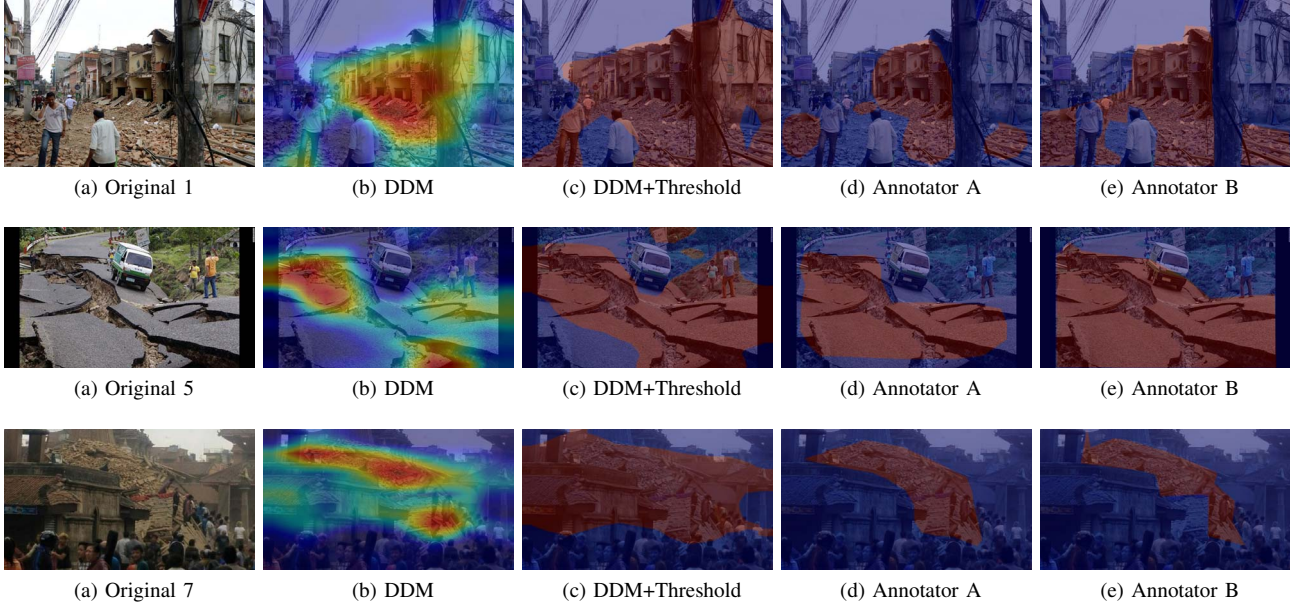 (a) Original 1 (b) DDM (c) DDM+Threshold (d) Annotator A (e) Annotator B
(a) Original 5 (b) DDM (c) DDM+Threshold (d) Annotator A (e) Annotator B
(a) Original 7 (b) DDM (c) DDM+Threshold (d) Annotator A (e) Annotator B